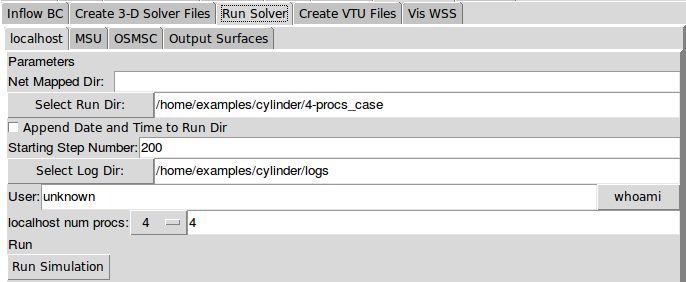 Inflow BC Create 3-D Solver Files Run Solver Create VTU Files Vis WSS
localhost MSU OSMSC Output Surfaces
Parameters
Net Mapped Dir:
Select Run Dir: /home/examples/cylinder/4-procs_case
Append Date and Time to Run Dir
Starting Step Number: 200
Select Log Dir: /home/examples/cylinder/logs
User: unknown whoami
localhost num procs: 4 4
Run
Run Simulation